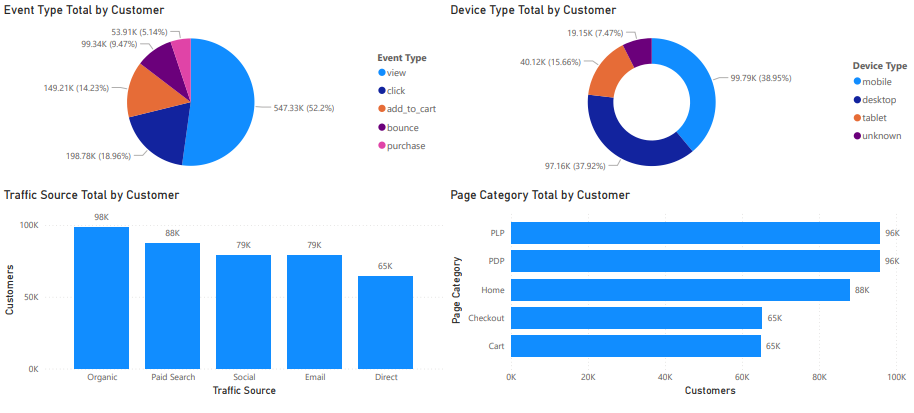 Event Type Total by Customer
53.91K (5.14%)
99.34K (9.47%)
149.21K (14.23%)
198.78K (18.96%)
547.33K (52.2%)
Event Type
view
click
add_to_cart
bounce
purchase
Device Type Total by Customer
19.15K (7.47%)
40.12K (15.66%)
99.79K (38.95%)
97.16K (37.92%)
Device Type
mobile
desktop
tablet
unknown
Traffic Source Total by Customer
Customers
100K
50K
0K
98K
88K
79K
79K
65K
Organic
Paid Search
Social
Email
Direct
Traffic Source
Page Category Total by Customer
Page Category
PLP
96K
PDP
96K
Home
88K
Checkout
65K
Cart
65K
0K
20K
40K
60K
80K
100K
Customers